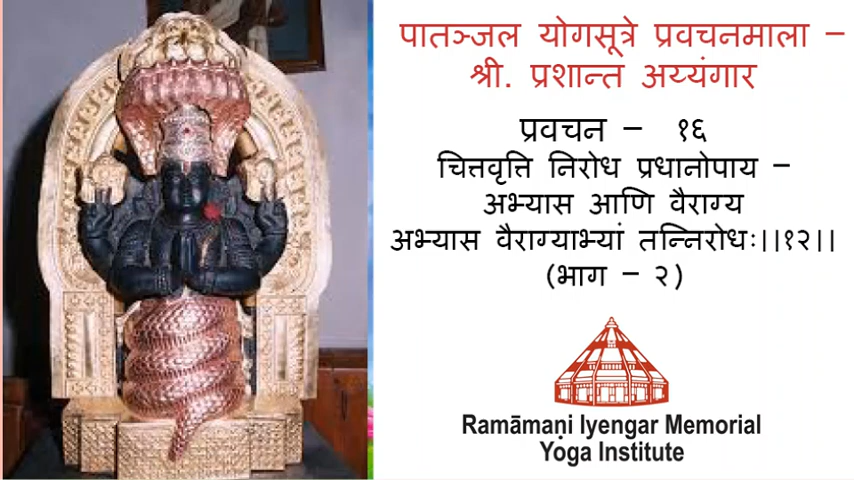 पातञ्जल योगसूत्रे प्रवचनमाला –
श्री. प्रशान्त अय्यंगार
प्रवचन – १६
चित्तवृत्ति निरोध प्रधानोपाय –
अभ्यास आणि वैराग्य
अभ्यास वैराग्याभ्यां तन्निरोधः।।१२।।
(भाग – २)
Ramāmaṇi Iyengar Memorial
Yoga Institute